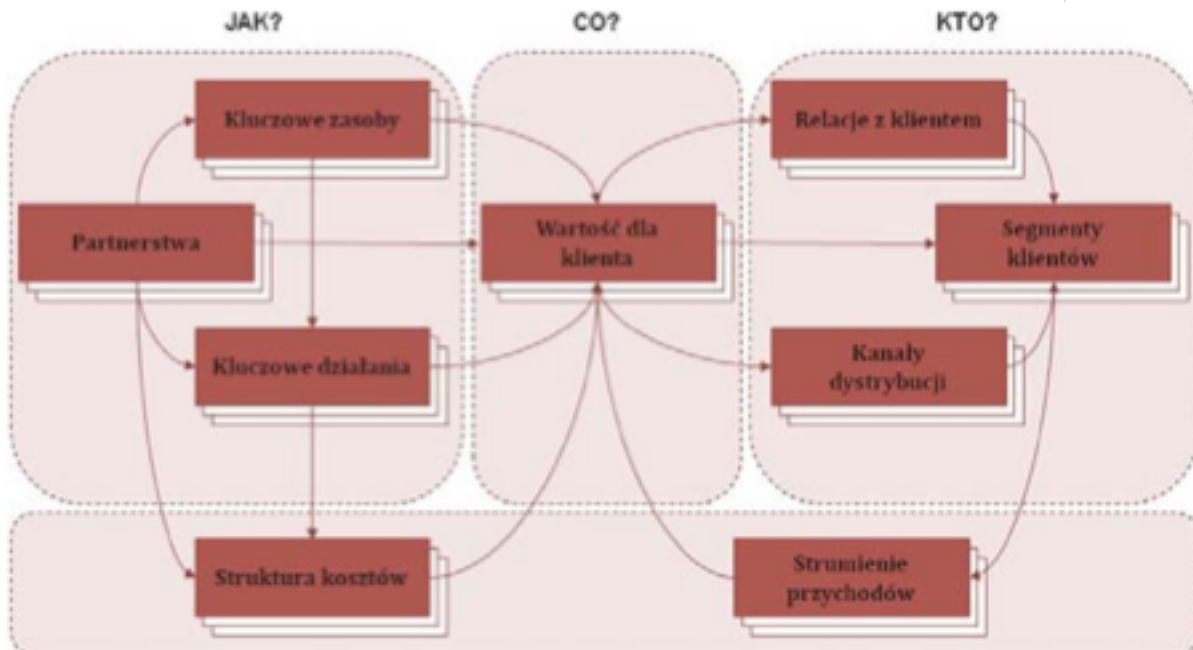 JAK?
CO?
KTO?
Kluczowe zasoby
Relacje z klientem
Partnerstwa
Wartość dla
klienta
Segmenty
klientów
Kluczowe działania
Kanały
dystrybucji
Struktura kosztów
Strumienie
przychodów